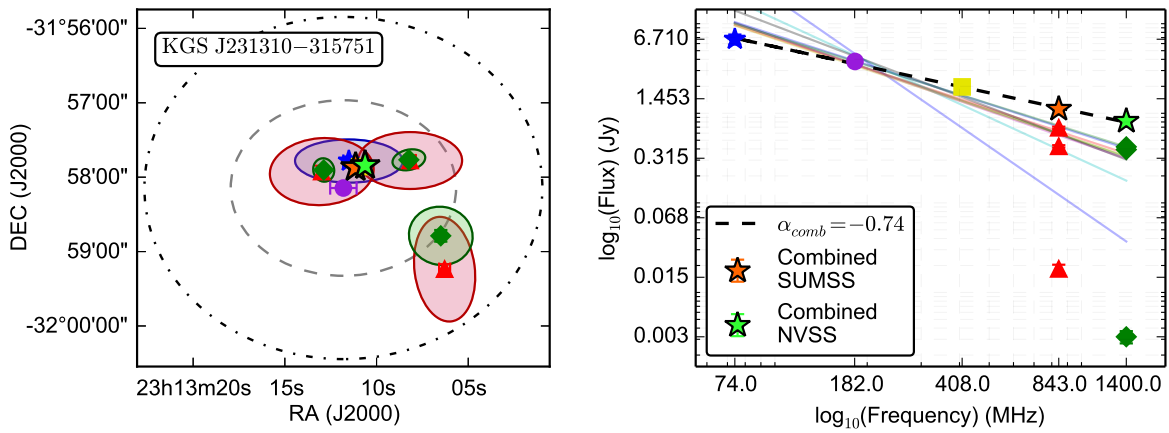 -31°56'00"
57'00"
58'00"
59'00"
-32°00'00"
DEC (J2000)
KGS J231310−315751
23h13m20s
15s
10s
05s
RA (J2000)
6.710
1.453
0.315
0.068
0.015
0.003
log₁₀(Flux) (Jy)
α_comb = −0.74
Combined
SUMSS
Combined
NVSS
74.0
182.0
408.0
843.0
1400.0
log₁₀(Frequency) (MHz)